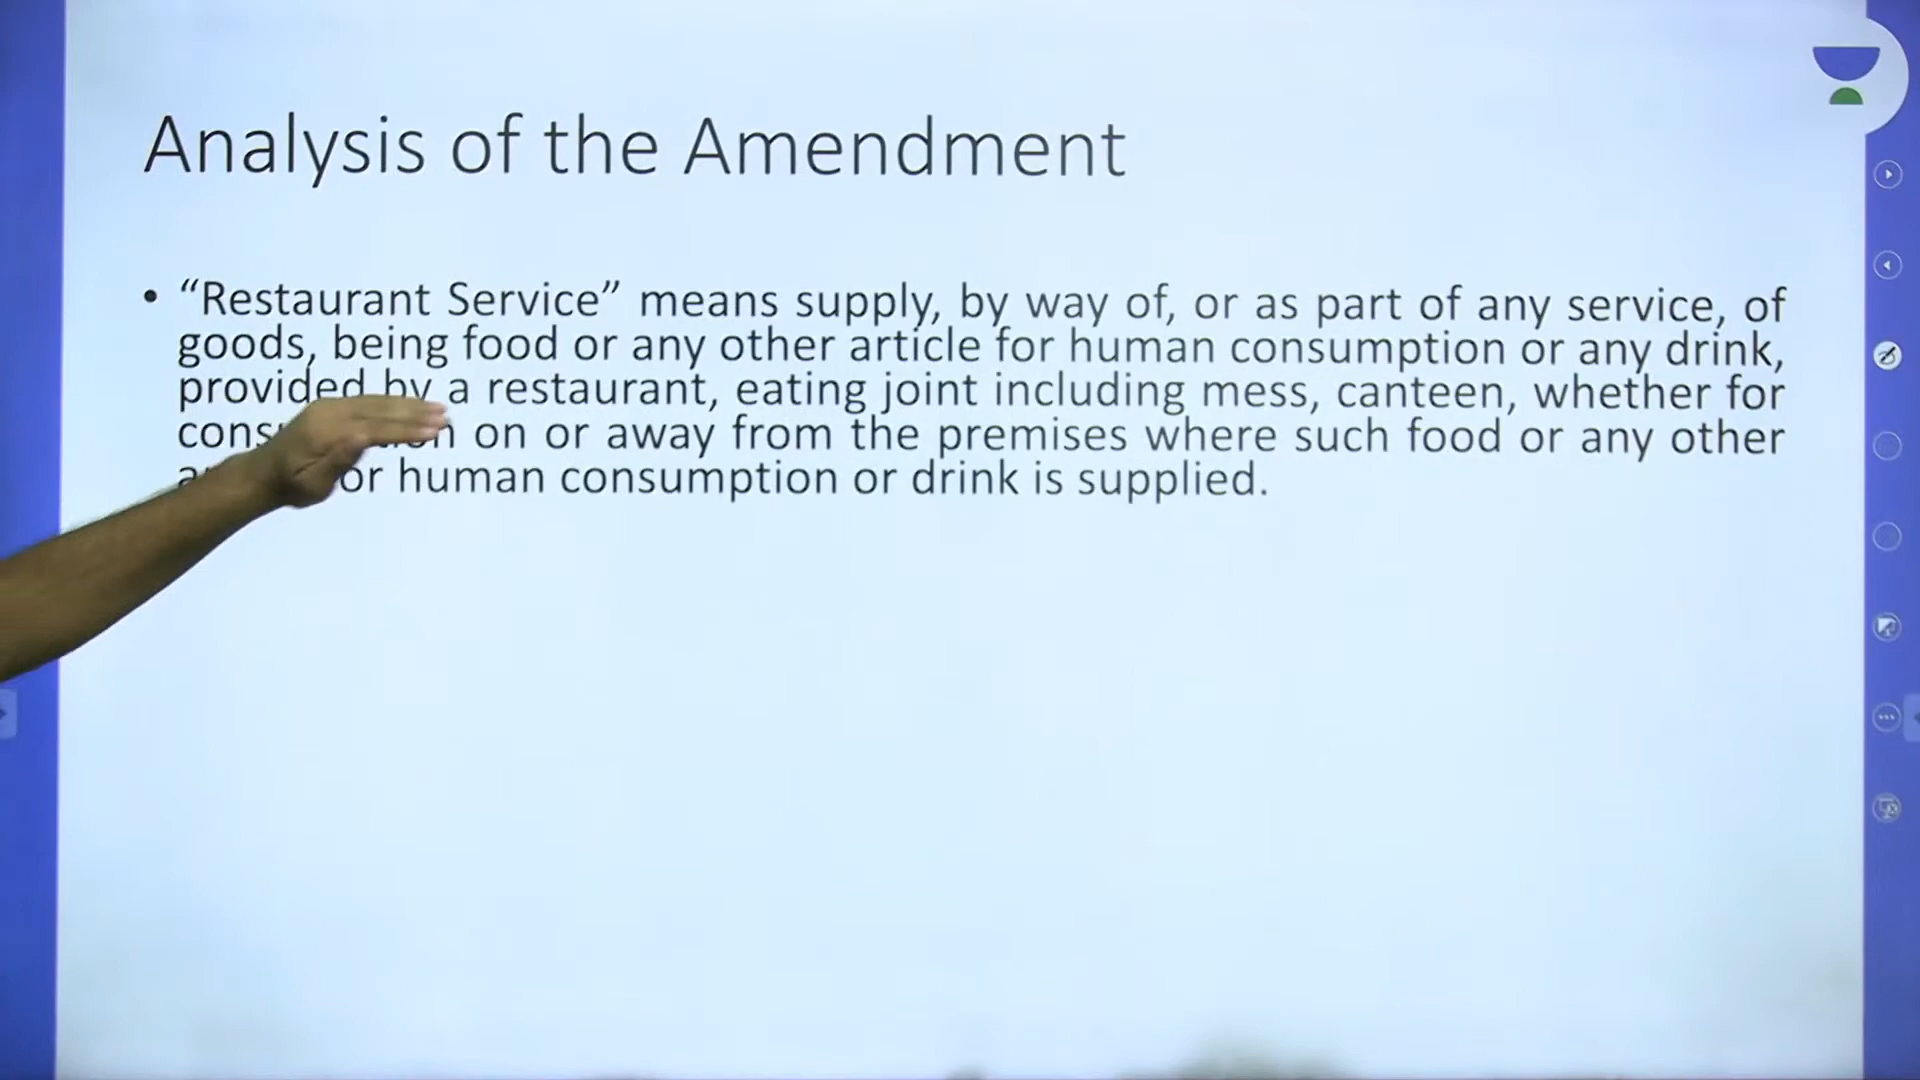 Analysis of the Amendment
• “Restaurant Service” means supply, by way of, or as part of any service, of
goods, being food or any other article for human consumption or any drink,
provided by a restaurant, eating joint including mess, canteen, whether for
on or away from the premises where such food or any other
human consumption or drink is supplied.